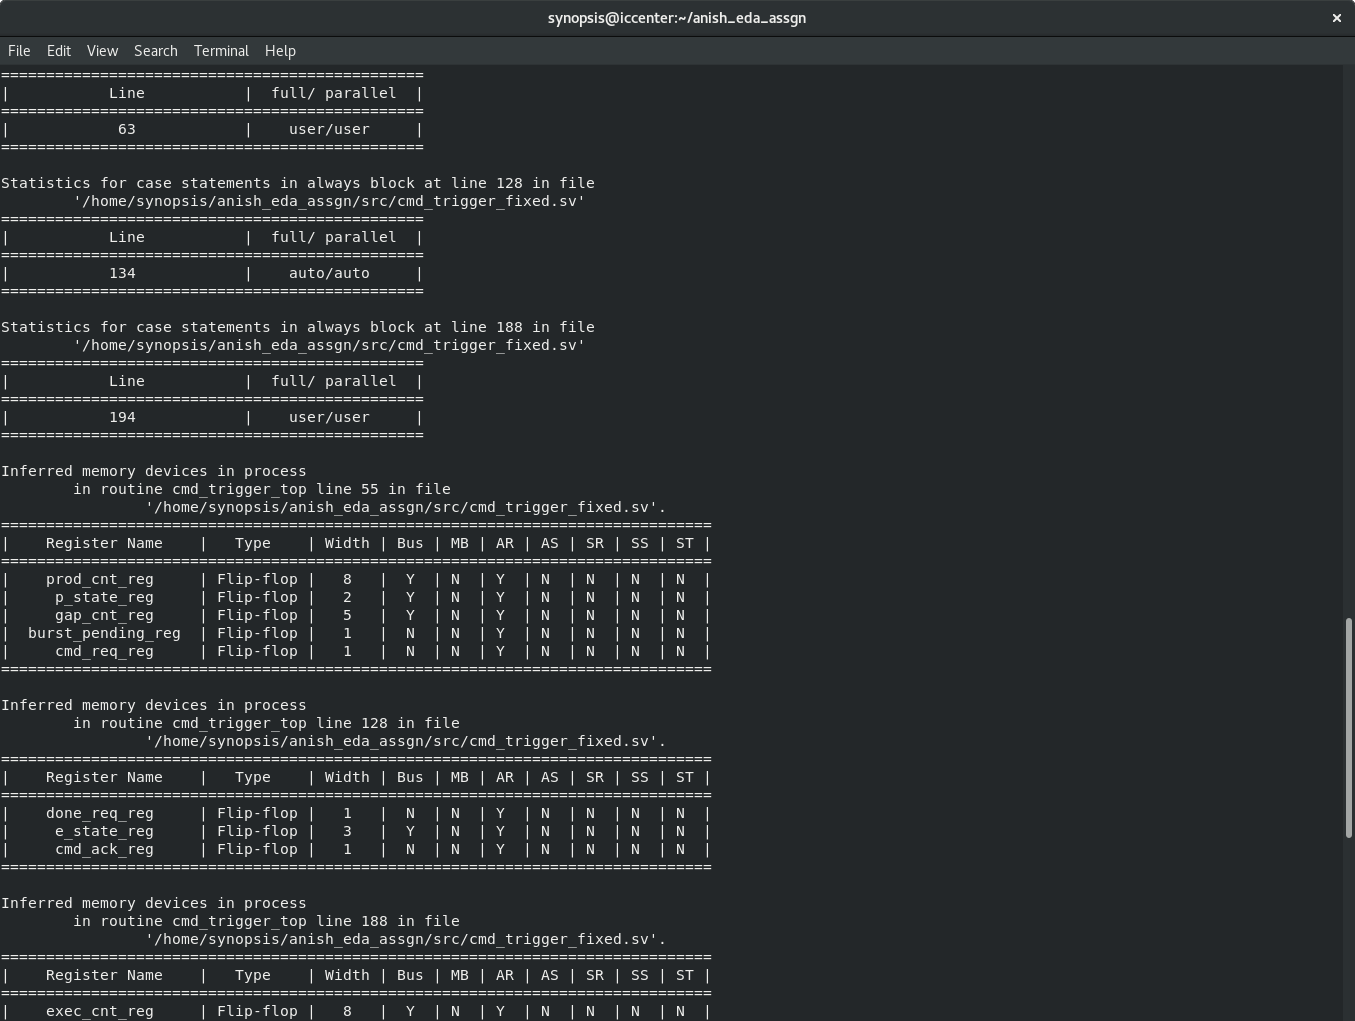 synopsis@iccenter:~/anish_eda_assgn ×
File Edit View Search Terminal Help
===============================================
|           Line           |  full/ parallel  |
===============================================
|            63            |    user/user     |
===============================================
Statistics for case statements in always block at line 128 in file
        '/home/synopsis/anish_eda_assgn/src/cmd_trigger_fixed.sv'
===============================================
|           Line           |  full/ parallel  |
===============================================
|           134            |    auto/auto     |
===============================================
Statistics for case statements in always block at line 188 in file
        '/home/synopsis/anish_eda_assgn/src/cmd_trigger_fixed.sv'
===============================================
|           Line           |  full/ parallel  |
===============================================
|           194            |    user/user     |
===============================================
Inferred memory devices in process
        in routine cmd_trigger_top line 55 in file
                '/home/synopsis/anish_eda_assgn/src/cmd_trigger_fixed.sv'.
===============================================================================
|    Register Name    |   Type    | Width | Bus | MB | AR | AS | SR | SS | ST |
===============================================================================
|    prod_cnt_reg     | Flip-flop |   8   |  Y  | N  | Y  | N  | N  | N  | N  |
|     p_state_reg     | Flip-flop |   2   |  Y  | N  | Y  | N  | N  | N  | N  |
|     gap_cnt_reg     | Flip-flop |   5   |  Y  | N  | Y  | N  | N  | N  | N  |
|  burst_pending_reg  | Flip-flop |   1   |  N  | N  | Y  | N  | N  | N  | N  |
|     cmd_req_reg     | Flip-flop |   1   |  N  | N  | Y  | N  | N  | N  | N  |
===============================================================================
Inferred memory devices in process
        in routine cmd_trigger_top line 128 in file
                '/home/synopsis/anish_eda_assgn/src/cmd_trigger_fixed.sv'.
===============================================================================
|    Register Name    |   Type    | Width | Bus | MB | AR | AS | SR | SS | ST |
===============================================================================
|    done_req_reg     | Flip-flop |   1   |  N  | N  | Y  | N  | N  | N  | N  |
|     e_state_reg     | Flip-flop |   3   |  Y  | N  | Y  | N  | N  | N  | N  |
|     cmd_ack_reg     | Flip-flop |   1   |  N  | N  | Y  | N  | N  | N  | N  |
===============================================================================
Inferred memory devices in process
        in routine cmd_trigger_top line 188 in file
                '/home/synopsis/anish_eda_assgn/src/cmd_trigger_fixed.sv'.
===============================================================================
|    Register Name    |   Type    | Width | Bus | MB | AR | AS | SR | SS | ST |
===============================================================================
|    exec_cnt_reg     | Flip-flop |   8   |  Y  | N  | Y  | N  | N  | N  | N  |